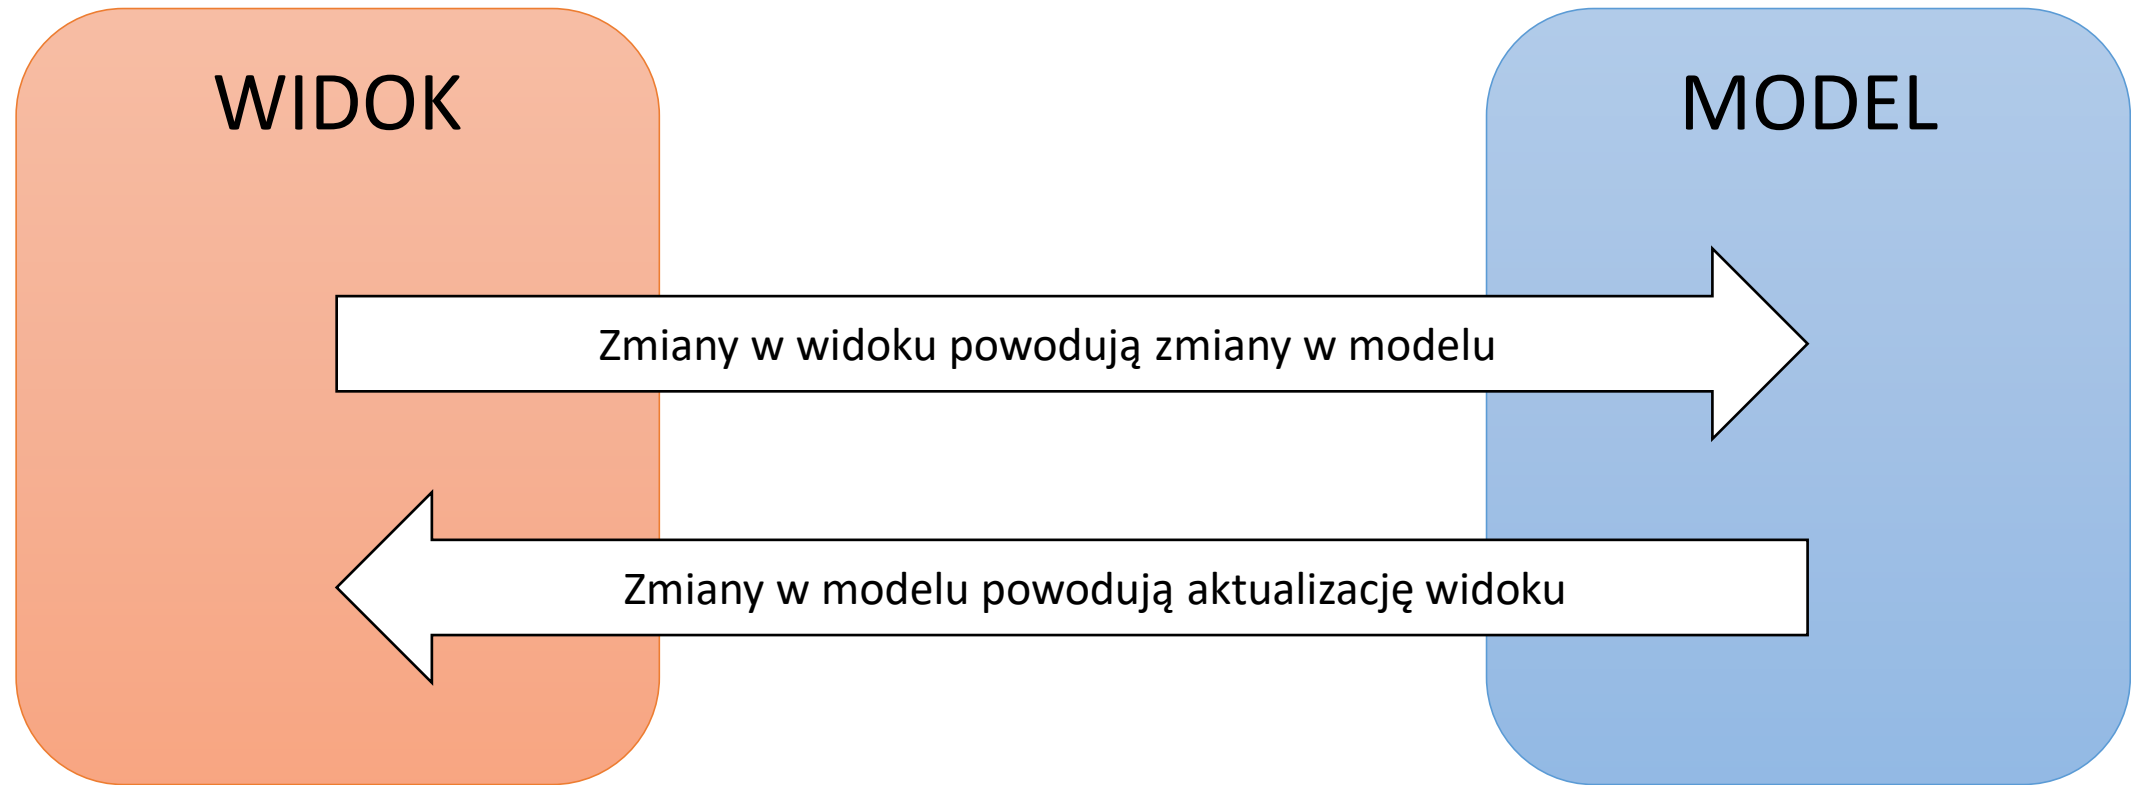 WIDOK
MODEL
Zmiany w widoku powodują zmiany w modelu
Zmiany w modelu powodują aktualizację widoku